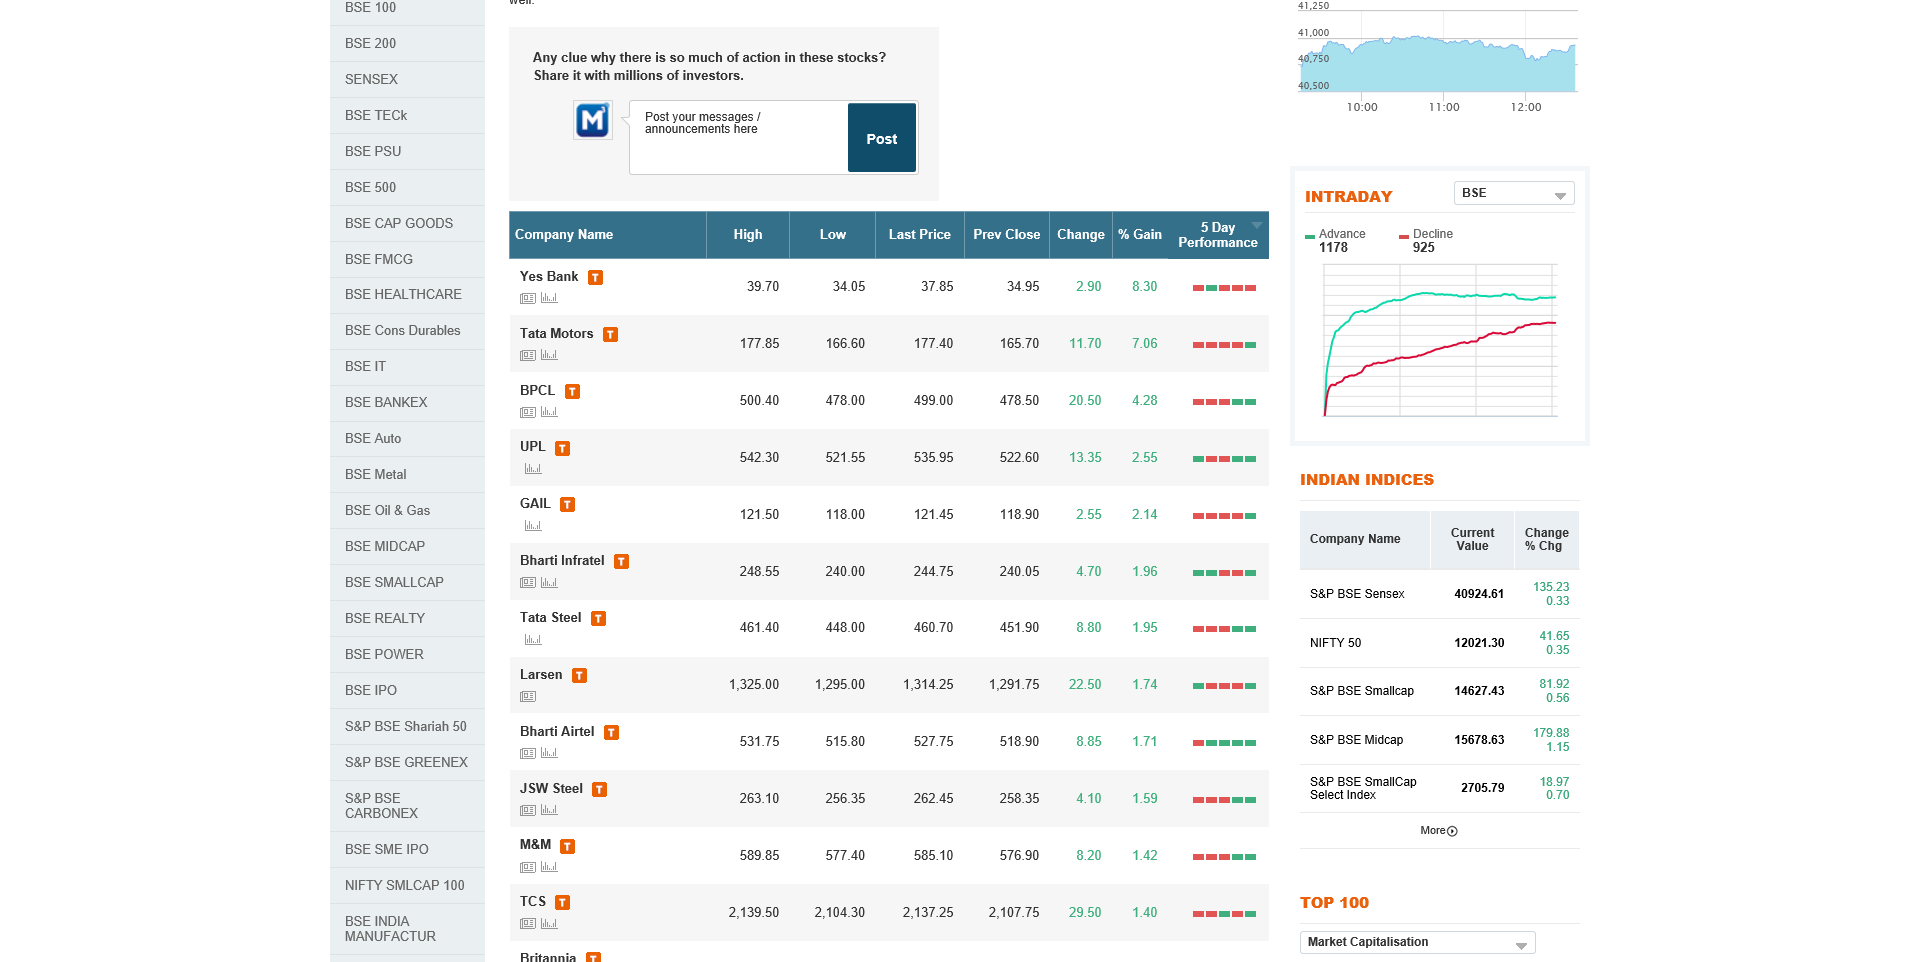 BSE 100
BSE 200
SENSEX
BSE TECk
BSE PSU
BSE 500
BSE CAP GOODS
BSE FMCG
BSE HEALTHCARE
BSE Cons Durables
BSE IT
BSE BANKEX
BSE Auto
BSE Metal
BSE Oil & Gas
BSE MIDCAP
BSE SMALLCAP
BSE REALTY
BSE POWER
BSE IPO
S&P BSE Shariah 50
S&P BSE GREENEX
S&P BSE
CARBONEX
BSE SME IPO
NIFTY SMLCAP 100
BSE INDIA
MANUFACTUR
well.
Any clue why there is so much of action in these stocks?
Share it with millions of investors.
M
Post your messages /
announcements here
Post
Company Name High Low Last Price Prev Close Change % Gain 5 Day
Performance
Yes Bank T
39.70 34.05 37.85 34.95 2.90 8.30
Tata Motors T
177.85 166.60 177.40 165.70 11.70 7.06
BPCL T
500.40 478.00 499.00 478.50 20.50 4.28
UPL T
542.30 521.55 535.95 522.60 13.35 2.55
GAIL T
121.50 118.00 121.45 118.90 2.55 2.14
Bharti Infratel T
248.55 240.00 244.75 240.05 4.70 1.96
Tata Steel T
461.40 448.00 460.70 451.90 8.80 1.95
Larsen T
1,325.00 1,295.00 1,314.25 1,291.75 22.50 1.74
Bharti Airtel T
531.75 515.80 527.75 518.90 8.85 1.71
JSW Steel T
263.10 256.35 262.45 258.35 4.10 1.59
M&M T
589.85 577.40 585.10 576.90 8.20 1.42
TCS T
2,139.50 2,104.30 2,137.25 2,107.75 29.50 1.40
Britannia T
41,250
41,000
40,750
40,500
10:00 11:00 12:00
INTRADAY BSE
Advance Decline
1178 925
INDIAN INDICES
Company Name Current
Value Change
% Chg
S&P BSE Sensex 40924.61 135.23
0.33
NIFTY 50 12021.30 41.65
0.35
S&P BSE Smallcap 14627.43 81.92
0.56
S&P BSE Midcap 15678.63 179.88
1.15
S&P BSE SmallCap
Select Index 2705.79 18.97
0.70
More
TOP 100
Market Capitalisation